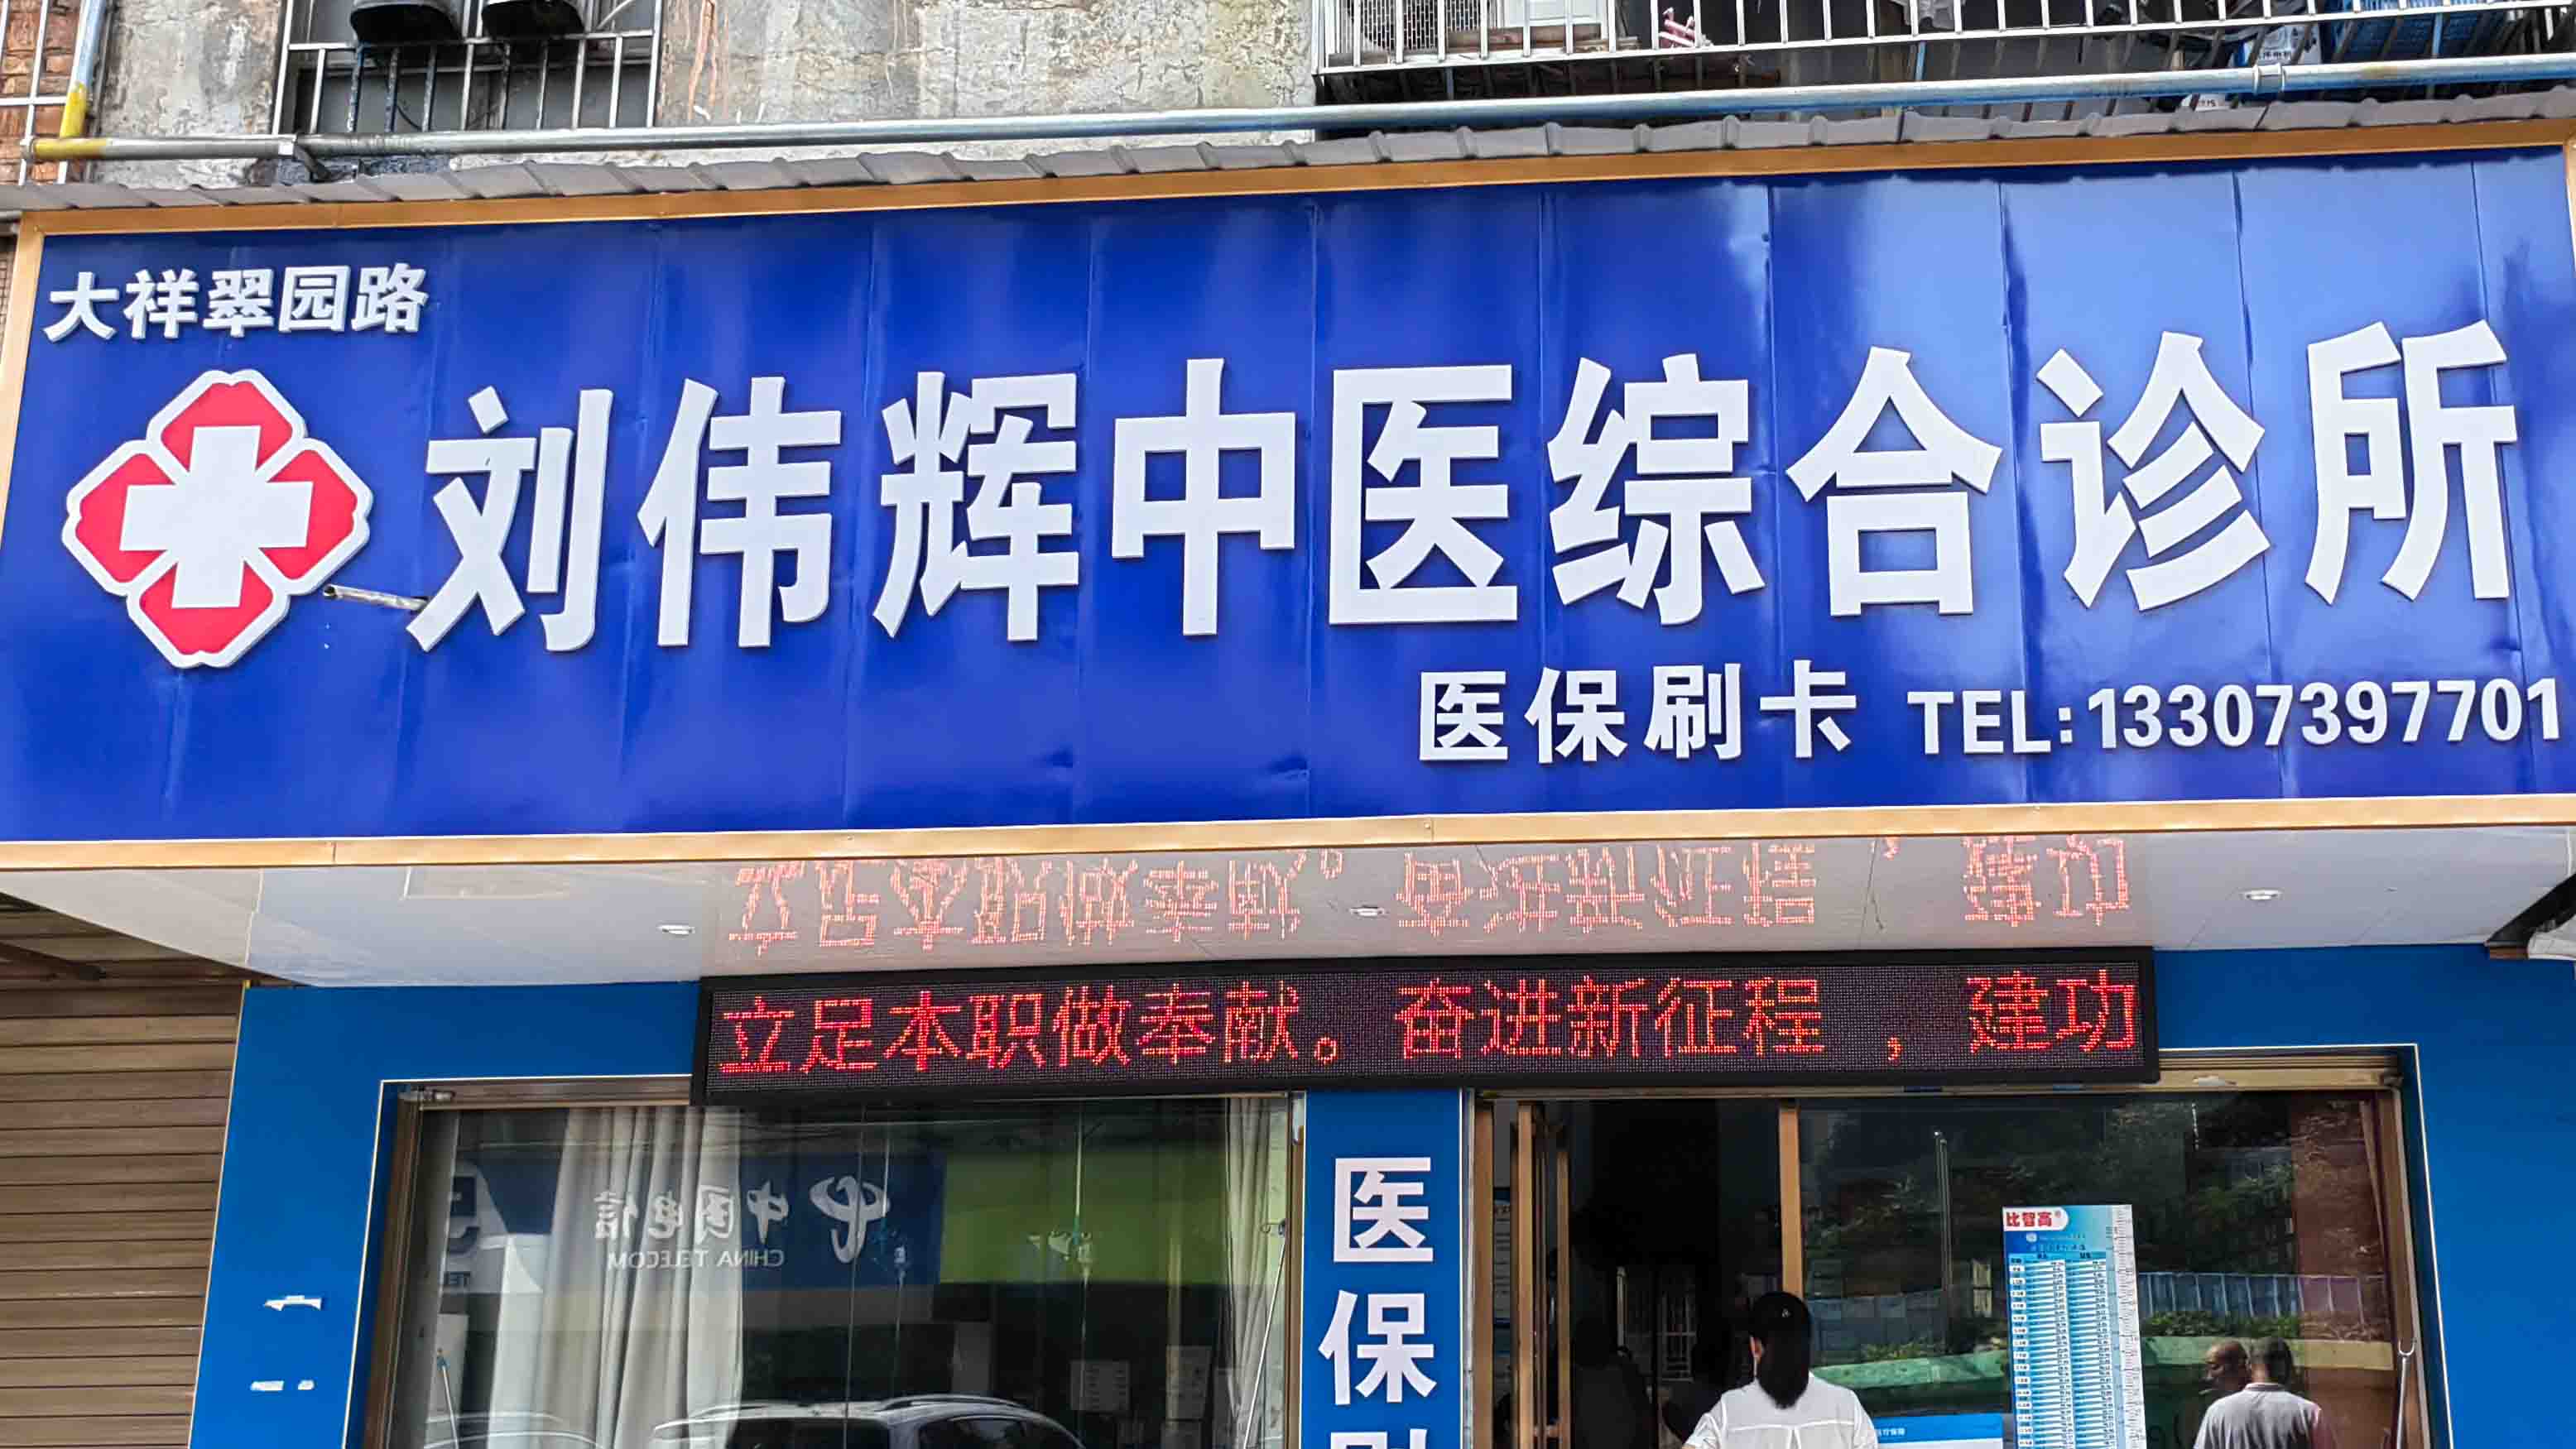 大祥翠园路
刘伟辉中医综合诊所
医保刷卡 TEL:13307397701
立足本职做奉献。奋进新征程，建功
医保刷
中国电信
CHINA TELECOM
比智高